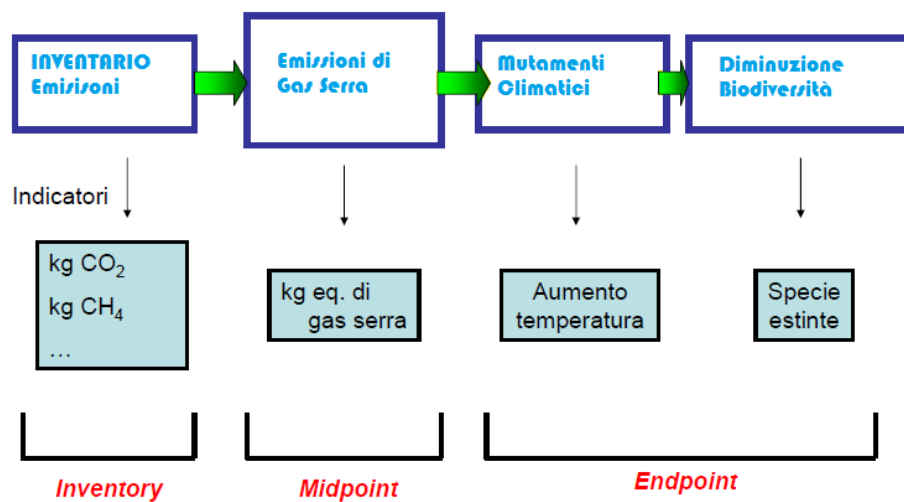 INVENTARIO
Emisisoni
Emissioni di
Gas Serra
Mutamenti
Climatici
Diminuzione
Biodiversità
Indicatori
kg CO₂
kg CH₄
...
kg eq. di
gas serra
Aumento
temperatura
Specie
estinte
Inventory
Midpoint
Endpoint